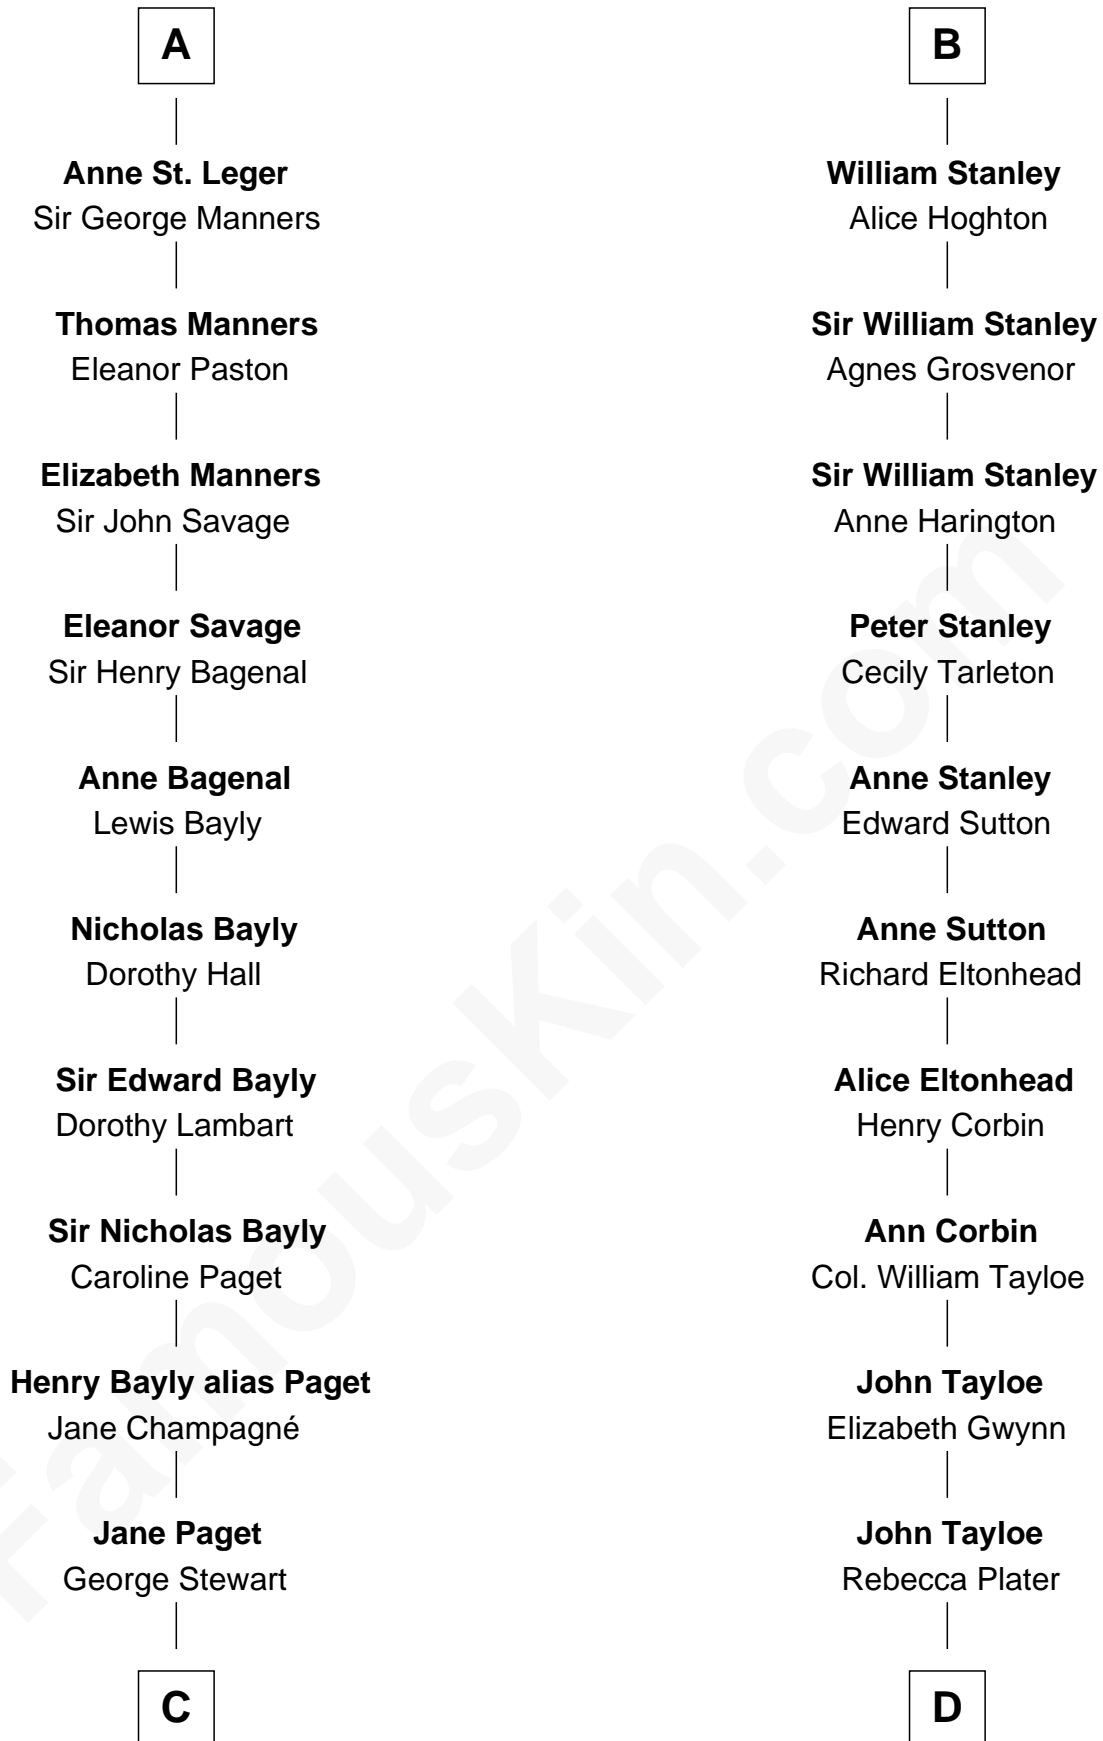 A
Anne St. Leger
Sir George Manners
Thomas Manners
Eleanor Paston
Elizabeth Manners
Sir John Savage
Eleanor Savage
Sir Henry Bagenal
Anne Bagenal
Lewis Bayly
Nicholas Bayly
Dorothy Hall
Sir Edward Bayly
Dorothy Lambart
Sir Nicholas Bayly
Caroline Paget
Henry Bayly alias Paget
Jane Champagné
Jane Paget
George Stewart
C
B
William Stanley
Alice Hoghton
Sir William Stanley
Agnes Grosvenor
Sir William Stanley
Anne Harington
Peter Stanley
Cecily Tarleton
Anne Stanley
Edward Sutton
Anne Sutton
Richard Eltonhead
Alice Eltonhead
Henry Corbin
Ann Corbin
Col. William Tayloe
John Tayloe
Elizabeth Gwynn
John Tayloe
Rebecca Plater
D
FamousKin.com